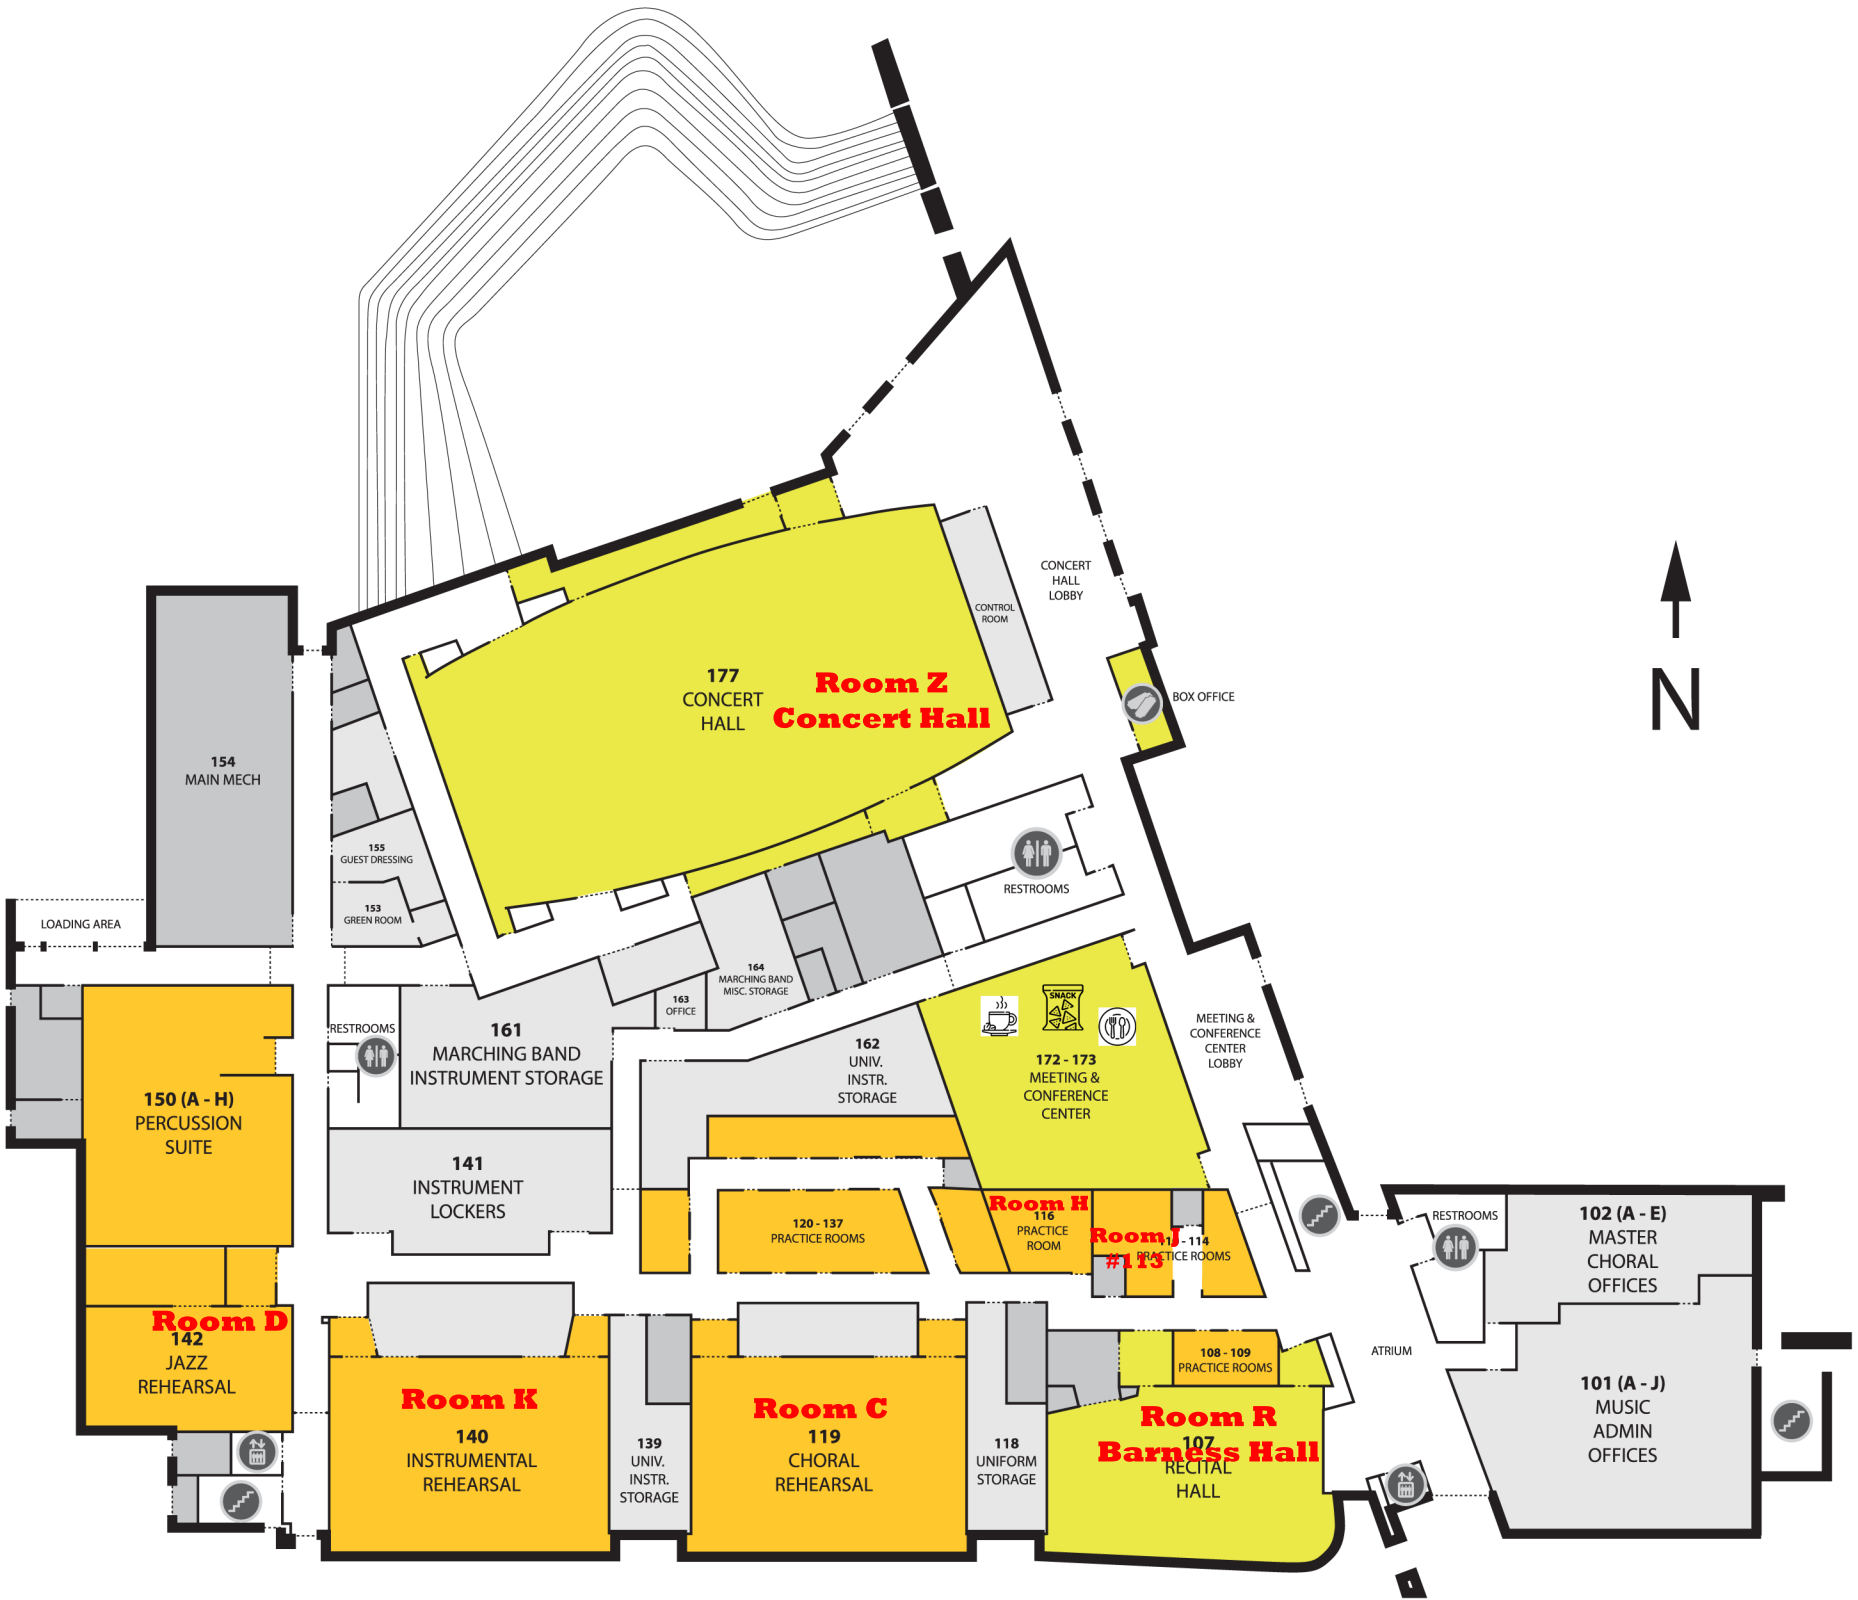 177
CONCERT
HALL
Room Z
Concert Hall
CONTROL
ROOM
CONCERT
HALL
LOBBY
BOX OFFICE
N
154
MAIN MECH
155
GUEST DRESSING
153
GREEN ROOM
LOADING AREA
RESTROOMS
164
MARCHING BAND
MISC. STORAGE
163
OFFICE
RESTROOMS
161
MARCHING BAND
INSTRUMENT STORAGE
162
UNIV.
INSTR.
STORAGE
SNACK
172 - 173
MEETING &
CONFERENCE
CENTER
MEETING &
CONFERENCE
CENTER
LOBBY
150 (A - H)
PERCUSSION
SUITE
141
INSTRUMENT
LOCKERS
120 - 137
PRACTICE ROOMS
Room H
116
PRACTICE
ROOM
Room J
#113
- 114
PRACTICE ROOMS
RESTROOMS
102 (A - E)
MASTER
CHORAL
OFFICES
Room D
142
JAZZ
REHEARSAL
Room K
140
INSTRUMENTAL
REHEARSAL
139
UNIV.
INSTR.
STORAGE
Room C
119
CHORAL
REHEARSAL
118
UNIFORM
STORAGE
108 - 109
PRACTICE ROOMS
Room R
Barness Hall
107
RECITAL
HALL
ATRIUM
101 (A - J)
MUSIC
ADMIN
OFFICES